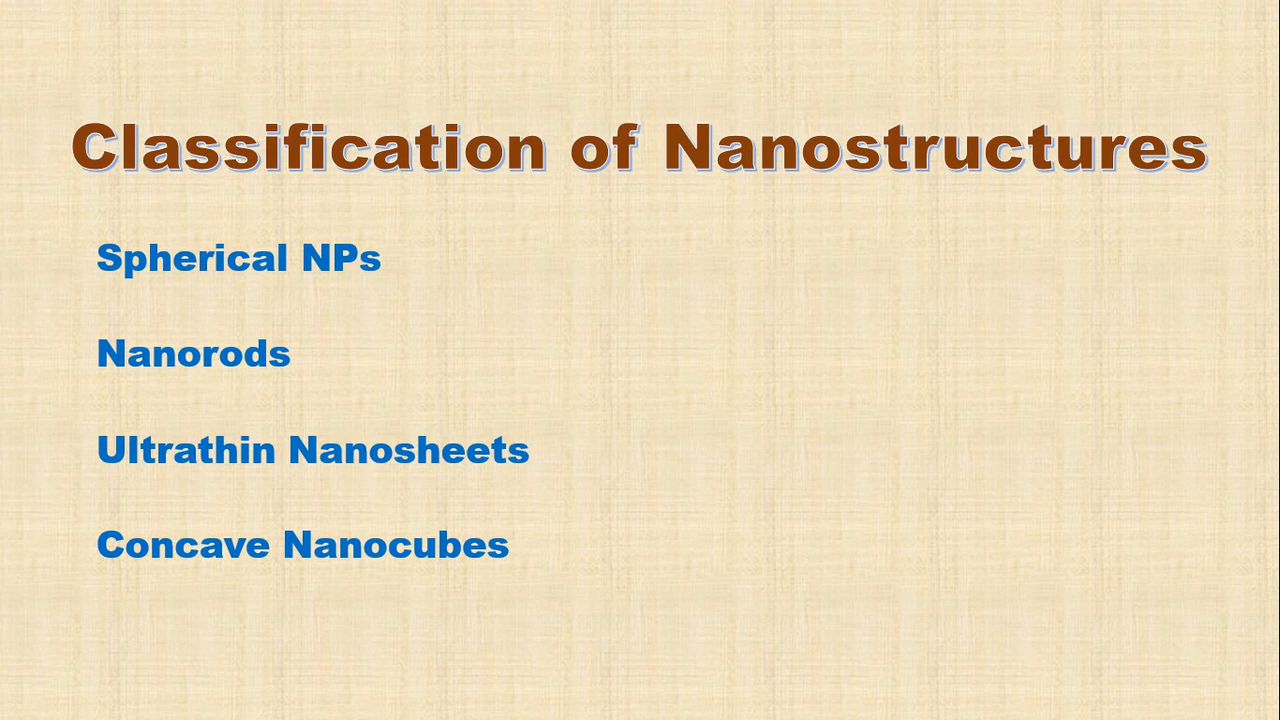 Classification of Nanostructures
Spherical NPs
Nanorods
Ultrathin Nanosheets
Concave Nanocubes